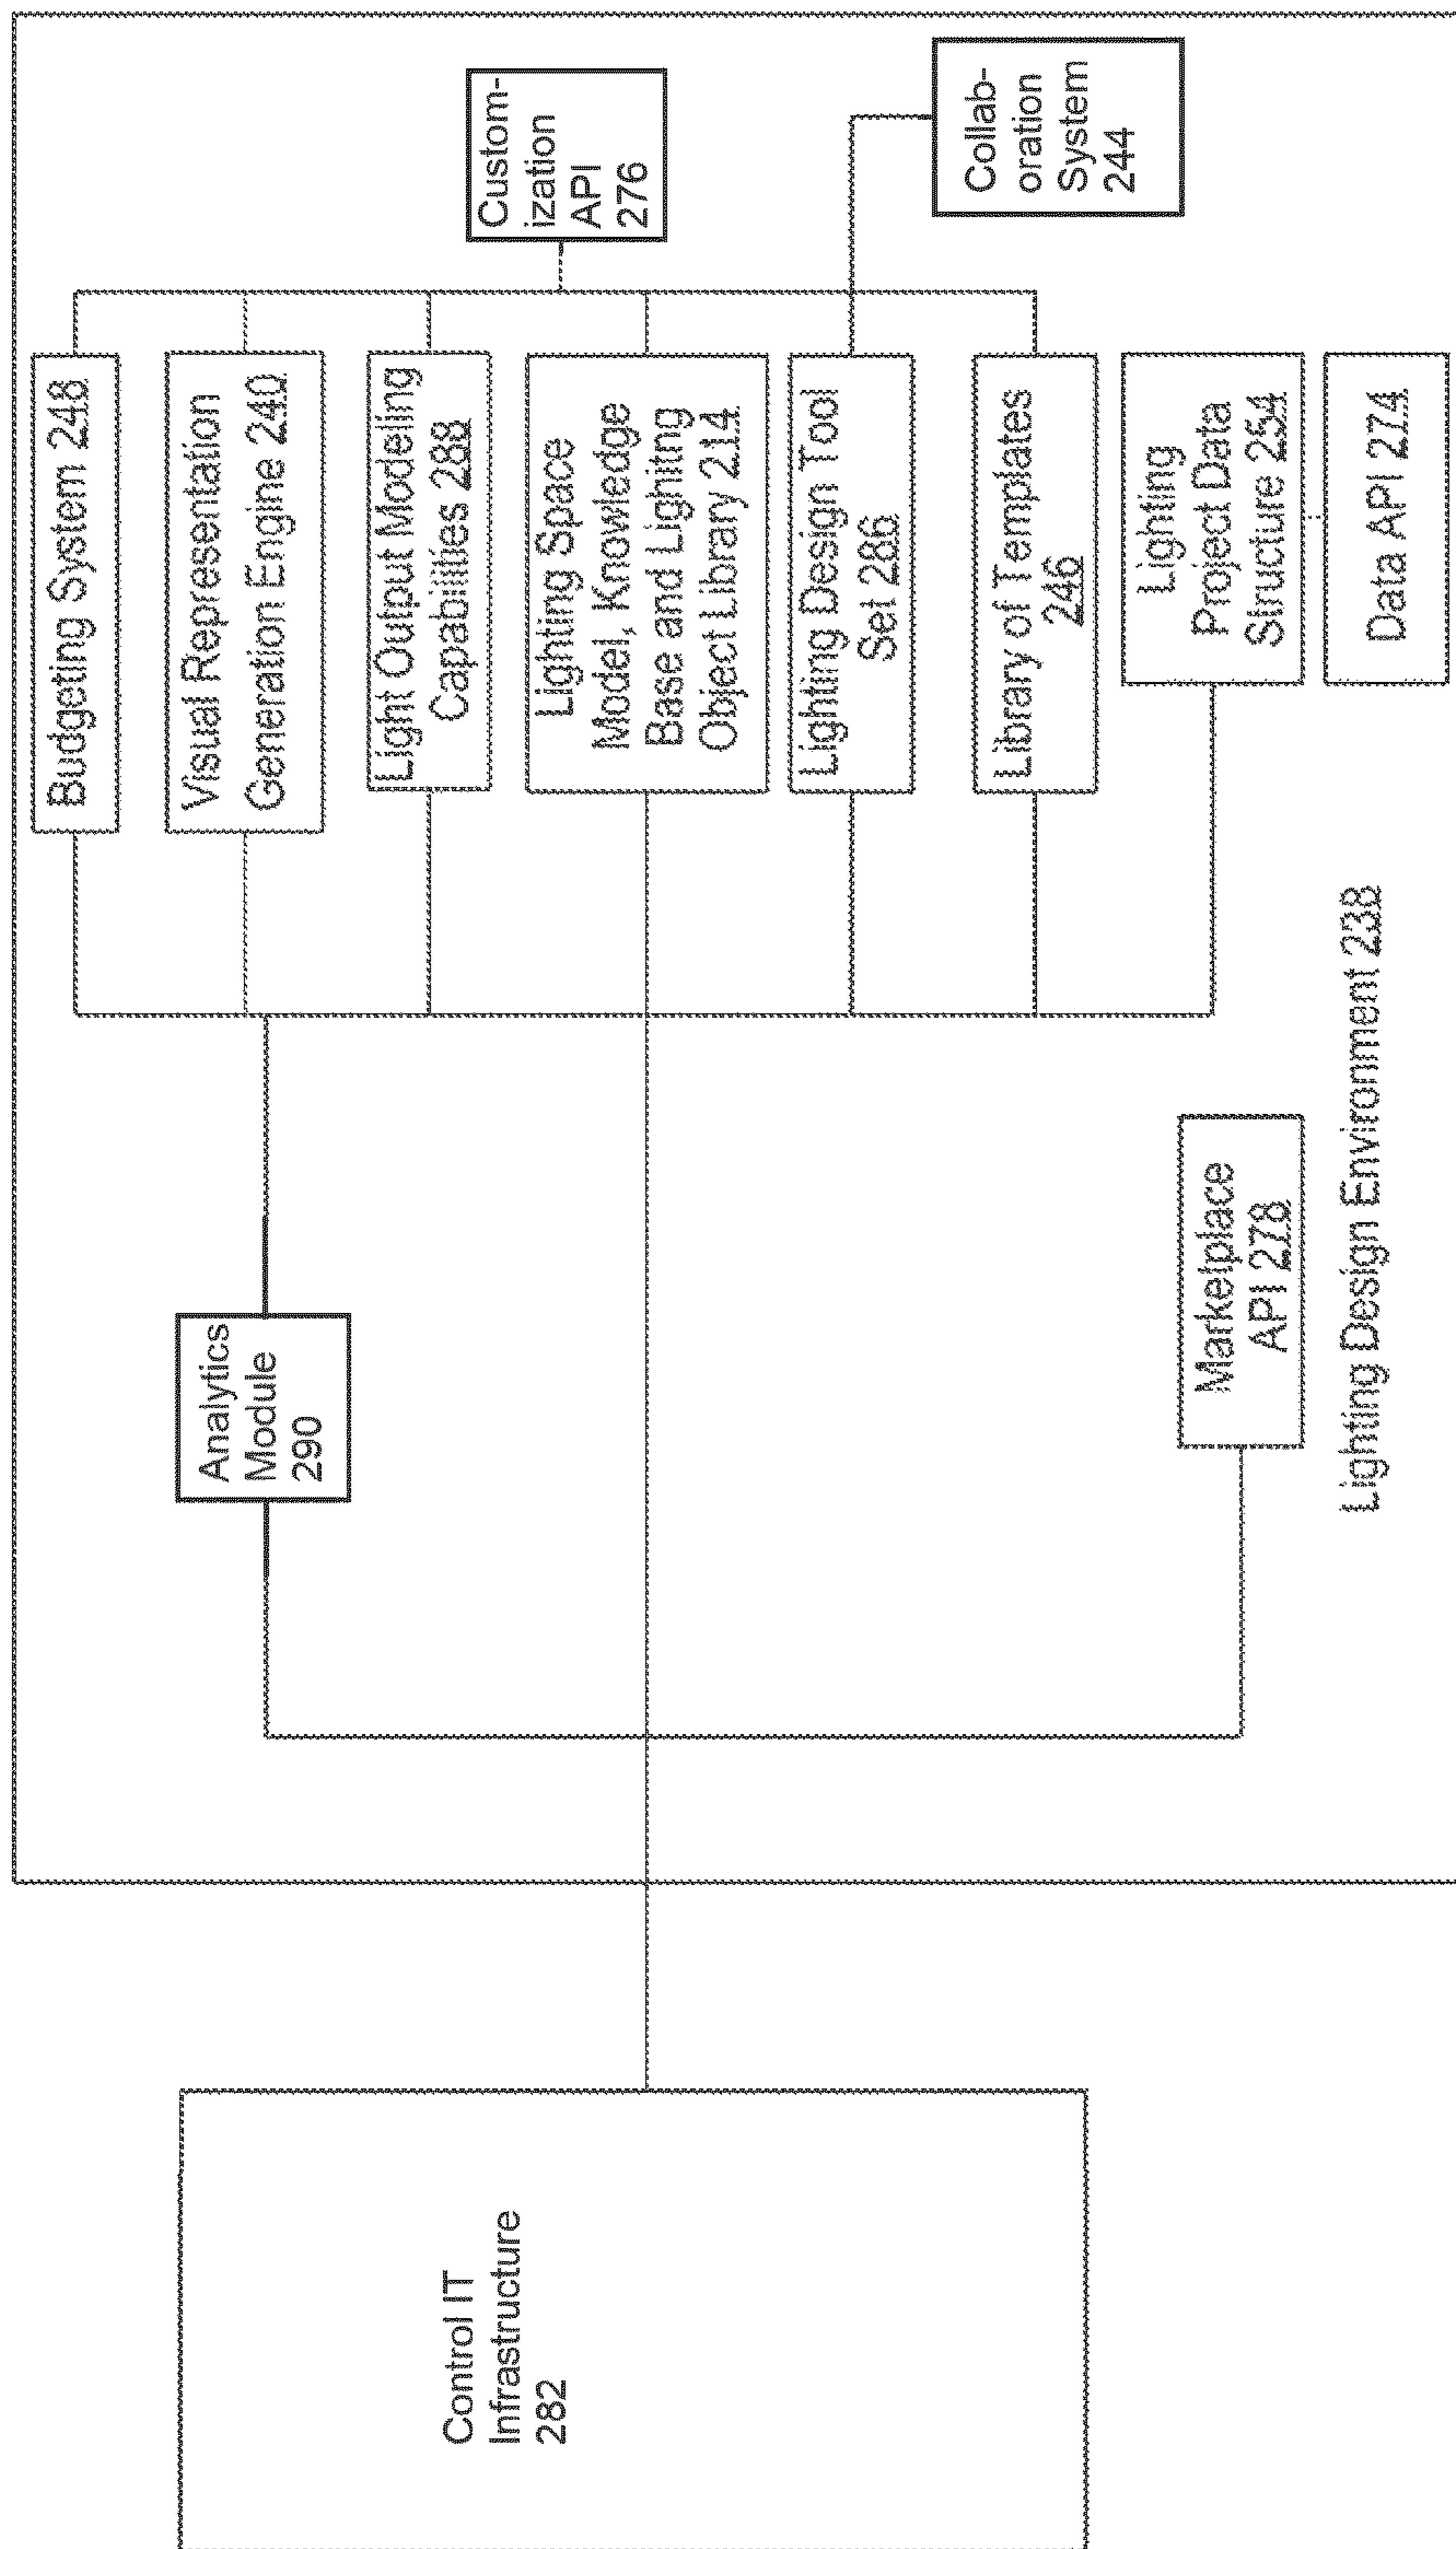 Control IT
Infrastructure
282
Analytics
Module
290
Marketplace
API 278
Lighting Design Environment 238
Budgeting System 248
Visual Representation
Generation Engine 240
Light Output Modeling
Capabilities 288
Lighting Space
Model, Knowledge
Base and Lighitng
Object Library 214
Lighting Design Tool
Set 286
Library of Templates
246
Lighting
Project Data
Structure 254
Data API 274
Custom-
ization
API
276
Collab-
oration
System
244